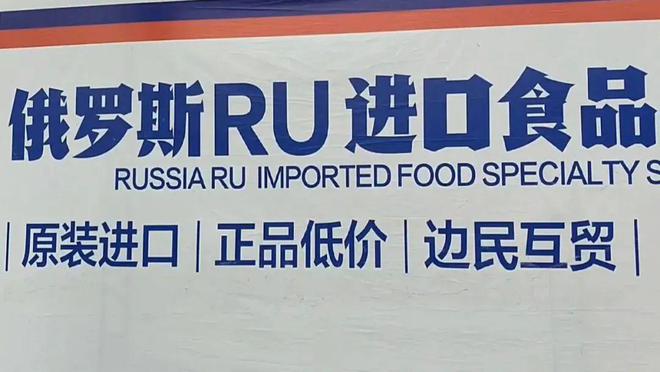 俄罗斯RU进口食品
RUSSIA RU IMPORTED FOOD SPECIALTY S
原装进口 | 正品低价 | 边民互贸